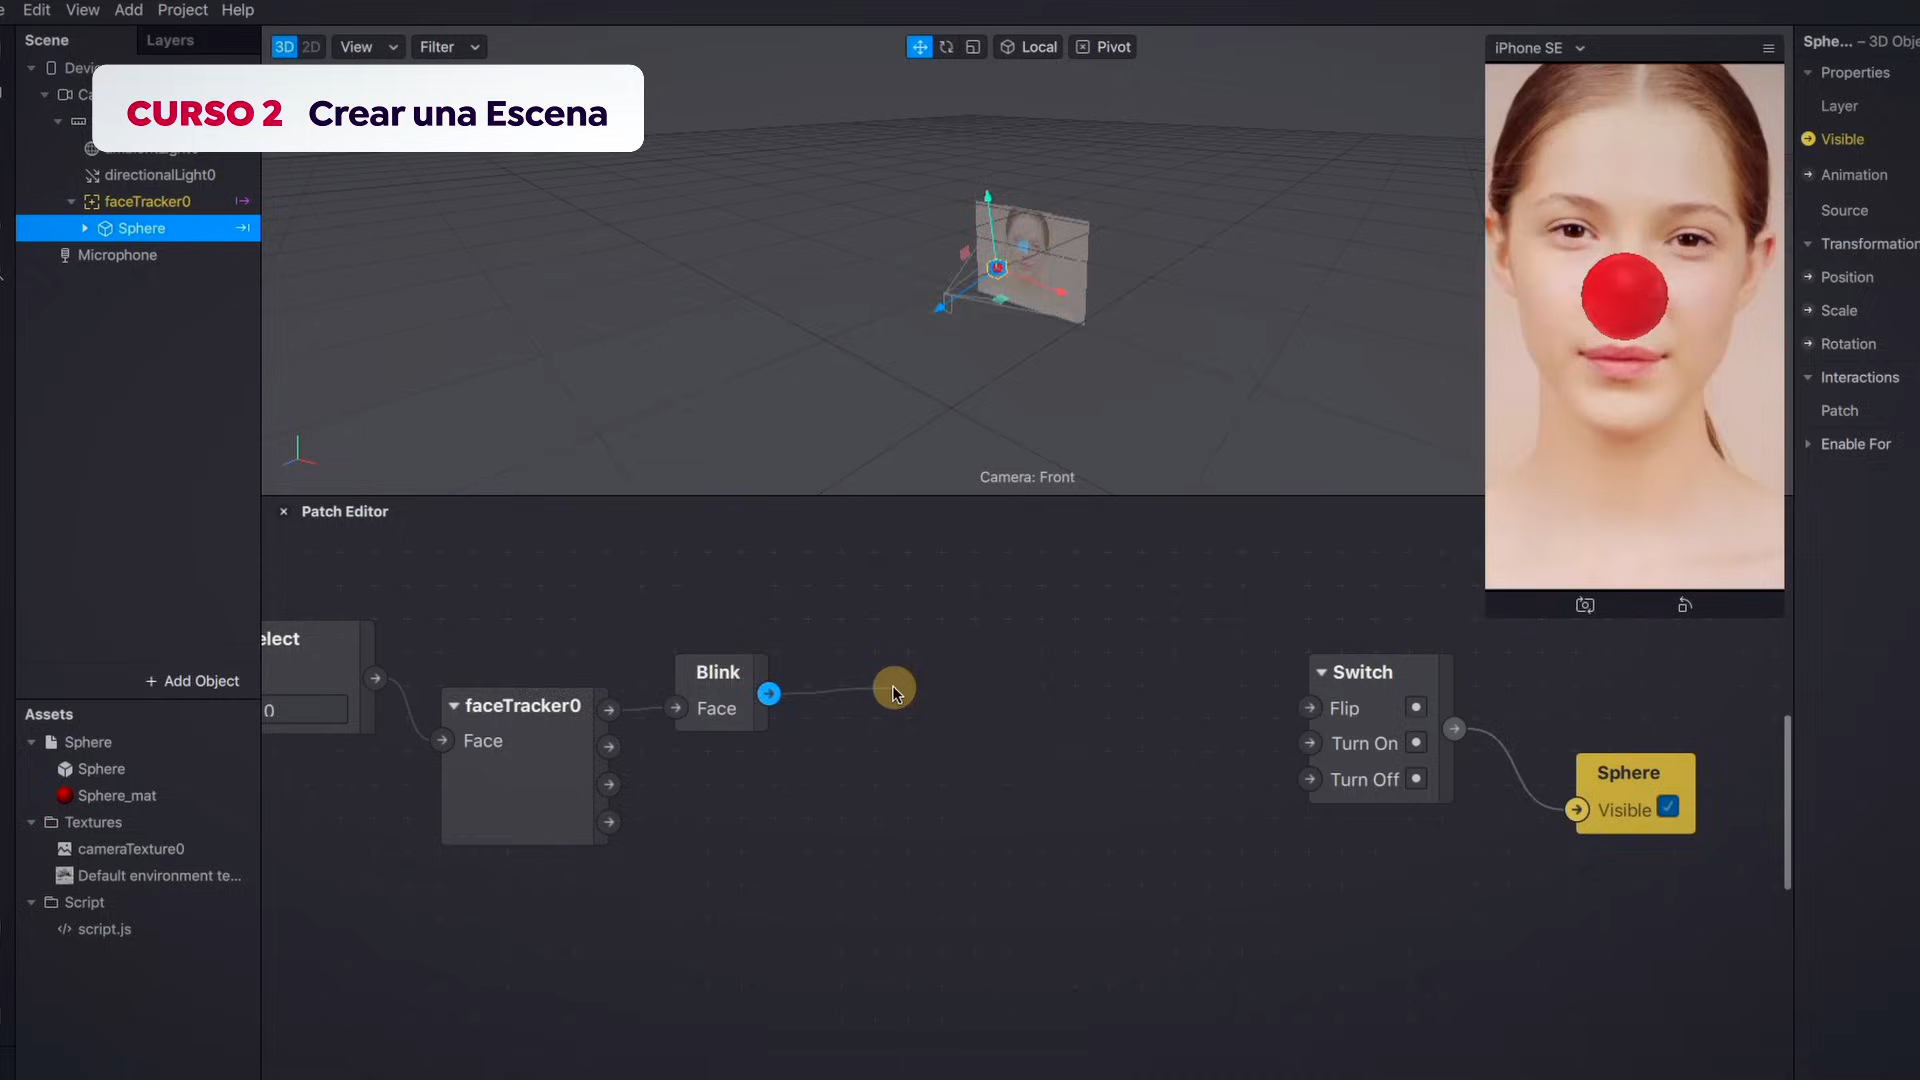 Edit View Add Project Help
Scene Layers
CURSO 2 Crear una Escena
directionalLight0
faceTracker0
Sphere
Microphone
+ Add Object
Assets
Sphere
Sphere
Sphere_mat
Textures
cameraTexture0
Default environment te...
Script
script.js
3D 2D View Filter
Local Pivot
Camera: Front
iPhone SE
Sphe... – 3D Obje
Properties
Layer
Visible
Animation
Source
Transformation
Position
Scale
Rotation
Interactions
Patch
Enable For
Patch Editor
elect
0
faceTracker0
Face
Blink
Face
Switch
Flip
Turn On
Turn Off
Sphere
Visible